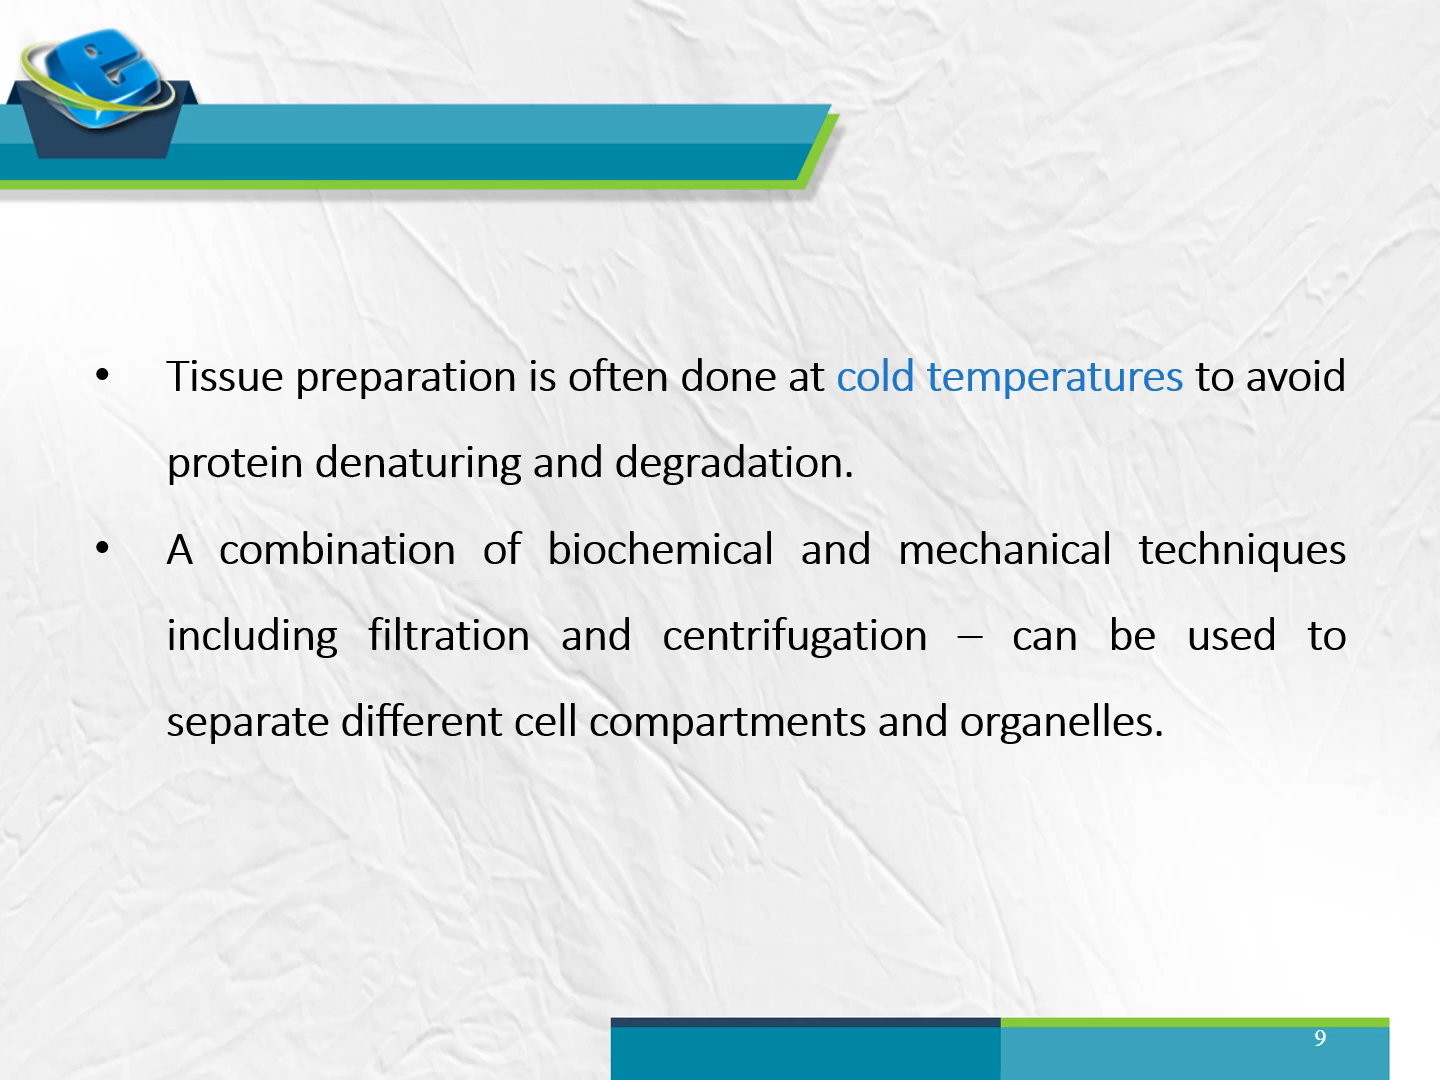 • Tissue preparation is often done at cold temperatures to avoid
protein denaturing and degradation.
• A combination of biochemical and mechanical techniques
including filtration and centrifugation – can be used to
separate different cell compartments and organelles.
9